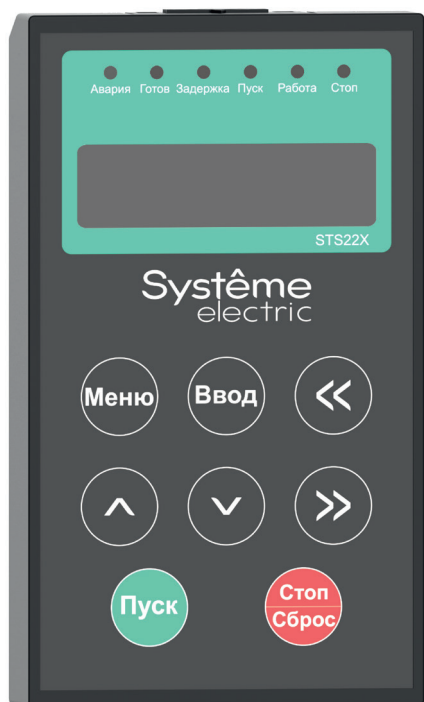 Авария Готов Задержка Пуск Работа Стоп
STS22X
Systême
electric
Меню Ввод «
^ v »
Пуск Стоп
Сброс